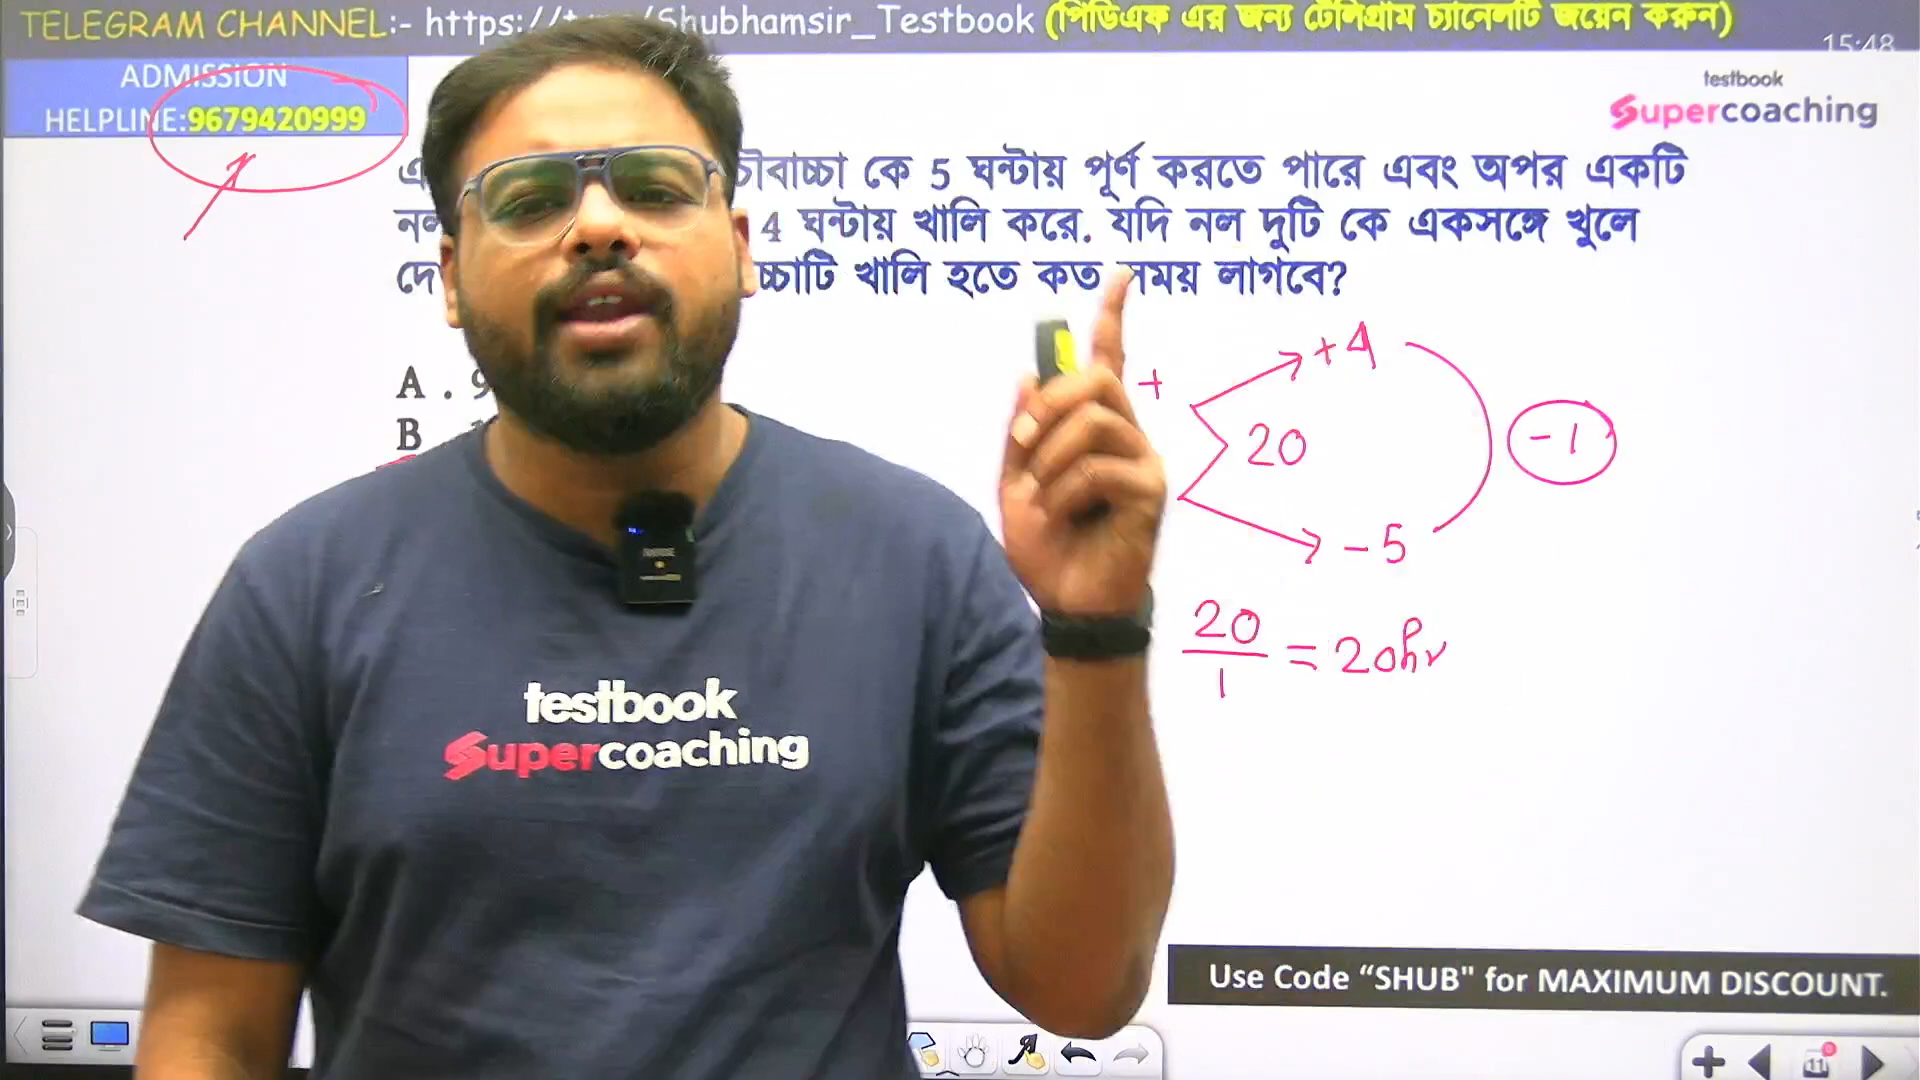 TELEGRAM CHANNEL:- https:// Shubhamsir_Testbook (পিডিএফ এর জন্য টেলিগ্রাম চ্যানেলটি জয়েন করুন)
15:48
ADMISSION
HELPLINE:9679420999
testbook
Supercoaching
কে 5 ঘন্টায় পূর্ণ করতে পারে এবং অপর একটি
4 ঘন্টায় খালি করে. যদি নল দুটি কে একসঙ্গে খুলে
খালি হতে কত সময় লাগবে?
A . 9
B .
+
+4
20
-1
-5
20
1
= 20hr
testbook
Supercoaching
Use Code “SHUB" for MAXIMUM DISCOUNT.
11